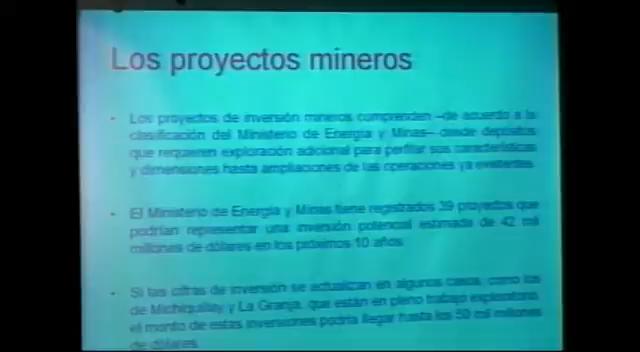 Los proyectos mineros
• Los proyectos de inversión mineros comprenden –de acuerdo a la
clasificación del Ministerio de Energía y Minas– desde depósitos
que requieren exploración adicional para perfilar sus características
y dimensiones hasta ampliaciones de las operaciones ya existentes.
• El Ministerio de Energía y Minas tiene registrados 39 proyectos que
podrían representar una inversión potencial estimada de 42 mil
millones de dólares en los próximos 10 años.
• Si las cifras de inversión se actualizan en algunos casos, como los
de Michiquillay y La Granja, que están en pleno trabajo exploratorio,
el monto de estas inversiones podría llegar hasta los 50 mil millones
de dólares.